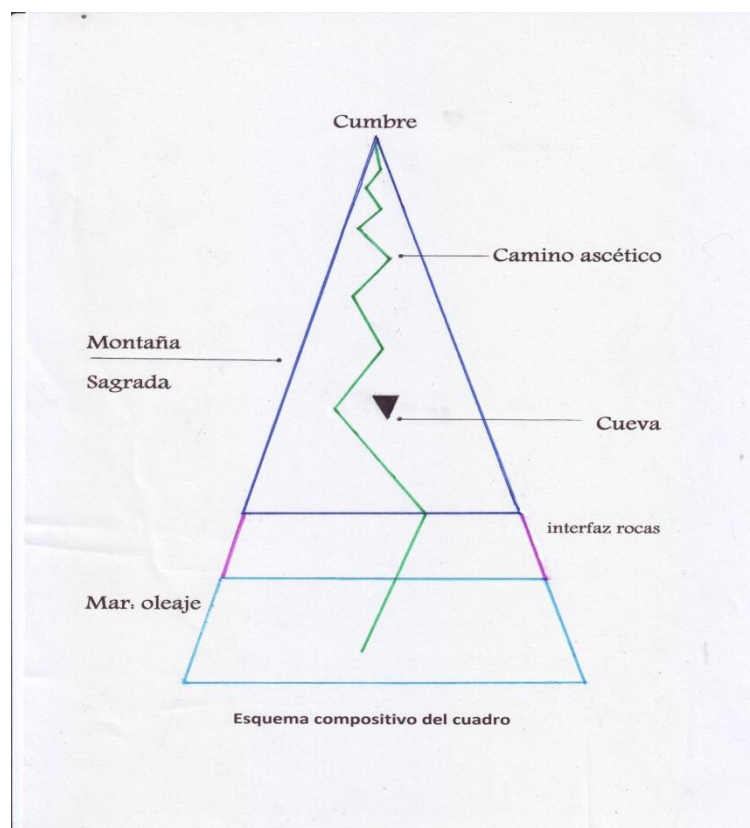 Cumbre
Camino ascético
Montaña
Sagrada
Cueva
interfaz rocas
Mar: oleaje
Esquema compositivo del cuadro